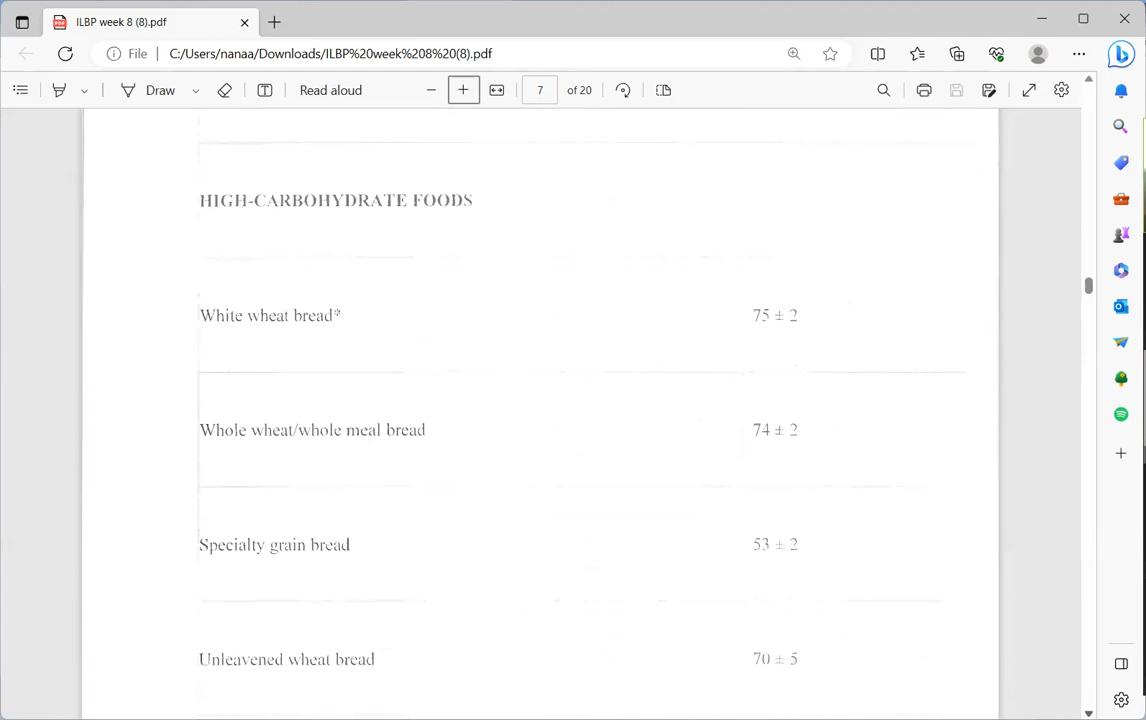 ILBP week 8 (8).pdf
File
C:/Users/nanaa/Downloads/ILBP%20week%208%20(8).pdf
Draw
Read aloud
7
of 20
HIGH-CARBOHYDRATE FOODS
White wheat bread*
75 ± 2
Whole wheat/whole meal bread
74 ± 2
Specialty grain bread
53 ± 2
Unleavened wheat bread
70 ± 5